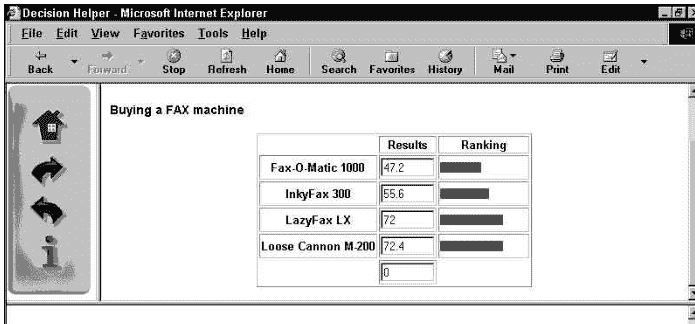 Decision Helper - Microsoft Internet Explorer
File Edit View Favorites Tools Help
Back Forward Stop Refresh Home Search Favorites History Mail Print Edit
Buying a FAX machine
Results Ranking
Fax-O-Matic 1000 47.2
InkyFax 300 55.6
LazyFax LX 72
Loose Cannon M-200 72.4
0